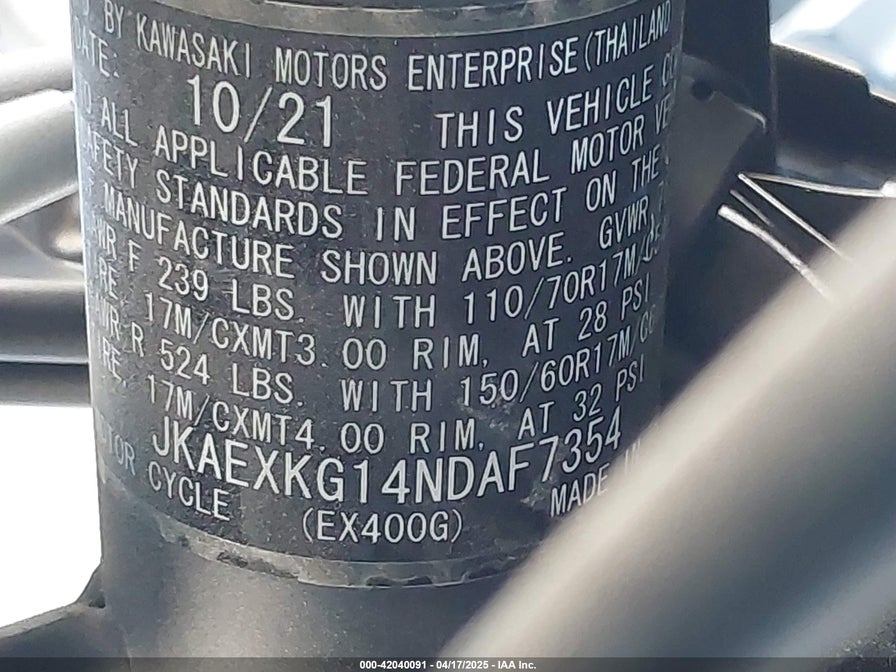 BY KAWASAKI MOTORS ENTERPRISE (THAILAND
DATE:
10/21 THIS VEHICLE
ALL APPLICABLE FEDERAL MOTOR
STANDARDS IN EFFECT ON THE
MANUFACTURE SHOWN ABOVE. GVWR
F 239 LBS. WITH 110/70R17M/C
17M/CXMT3.00 RIM, AT 28 PSI
R 524 LBS. WITH 150/60R17M/C
17M/CXMT4.00 RIM, AT 32 PSI
JKAEXKG14NDAF7354
CYCLE (EX400G) MADE
000-42040091 - 04/17/2025 - IAA Inc.